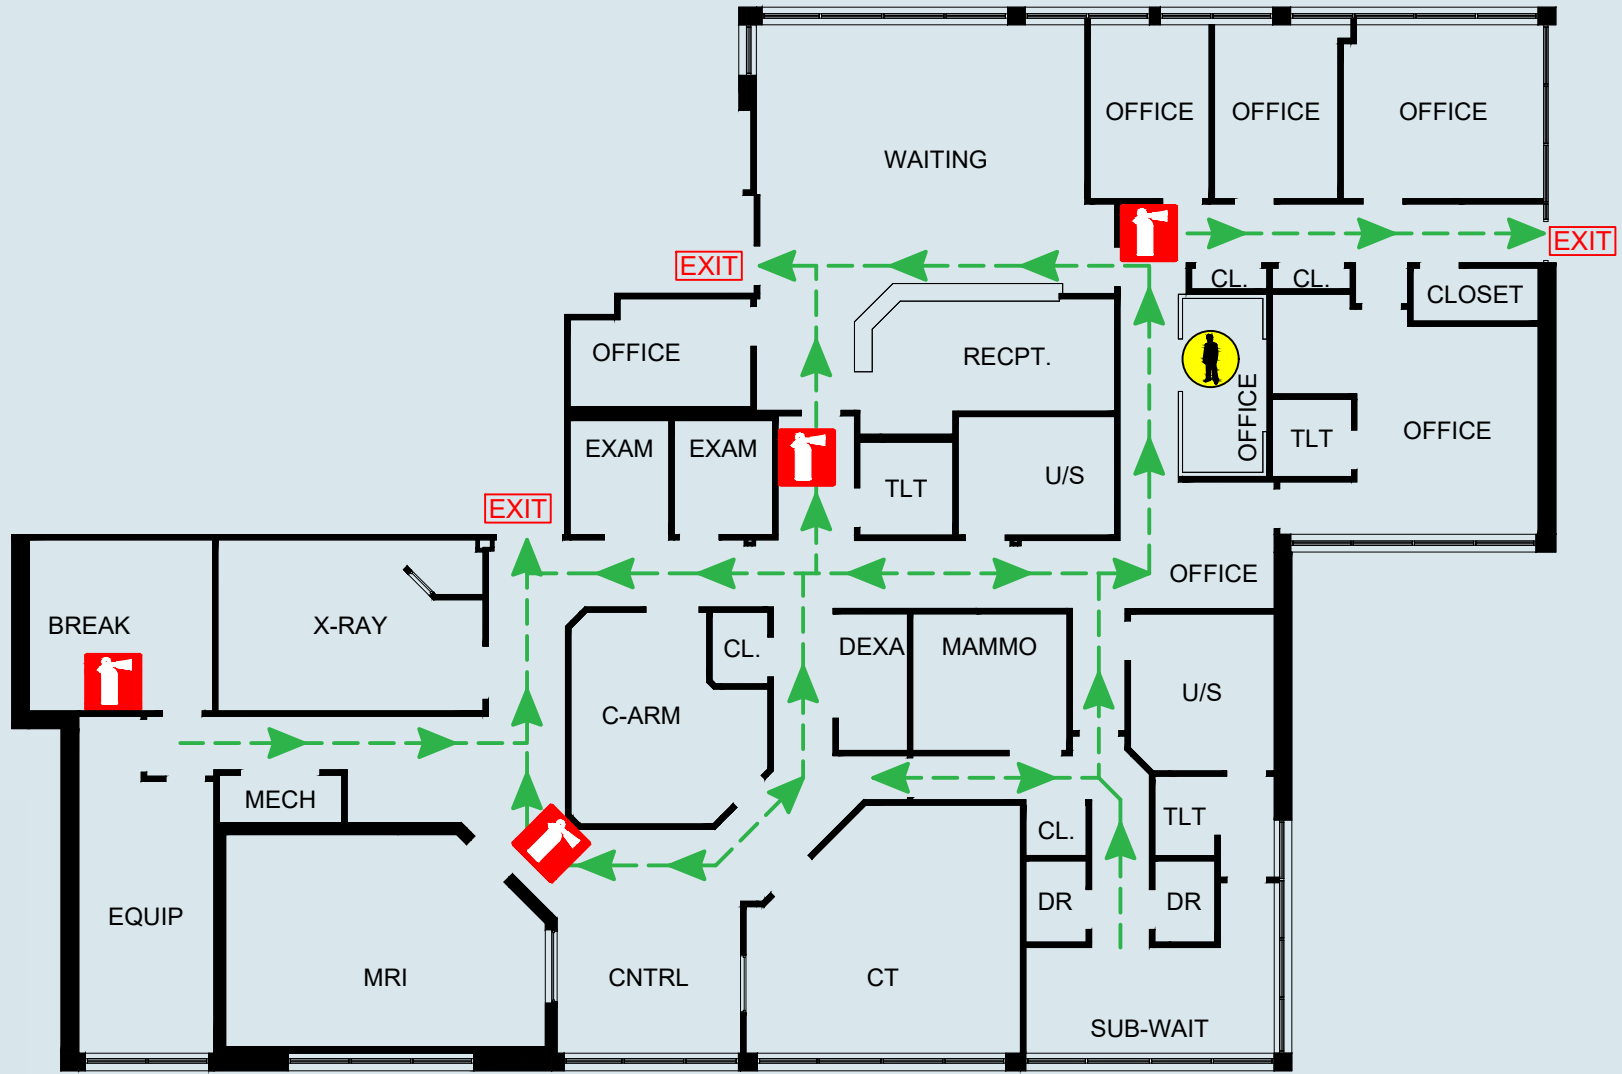 OFFICE
OFFICE
OFFICE
WAITING
EXIT
EXIT
CL.
CL.
CLOSET
OFFICE
RECPT.
OFFICE
EXAM
EXAM
TLT
U/S
TLT
OFFICE
EXIT
OFFICE
BREAK
X-RAY
CL.
DEXA
MAMMO
C-ARM
U/S
MECH
CL.
TLT
EQUIP
DR
DR
MRI
CNTRL
CT
SUB-WAIT